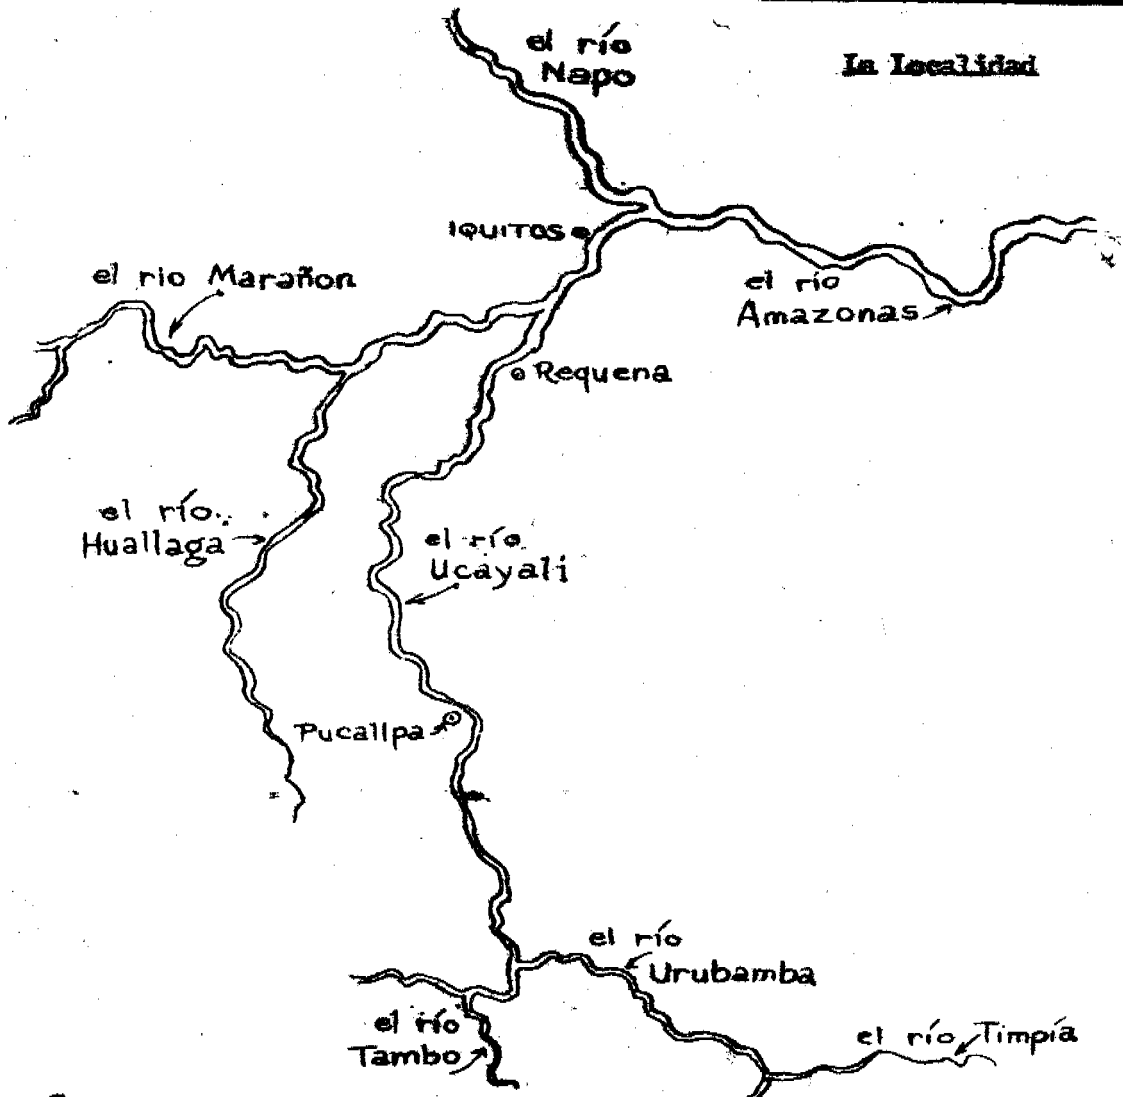 el río
Napo
La Localidad
IQUITOS
el rio Marañon
el río
Amazonas
Requena
el río
Huallaga
el río
Ucayali
Pucallpa
el río
Urubamba
el río
Tambo
el río Timpía